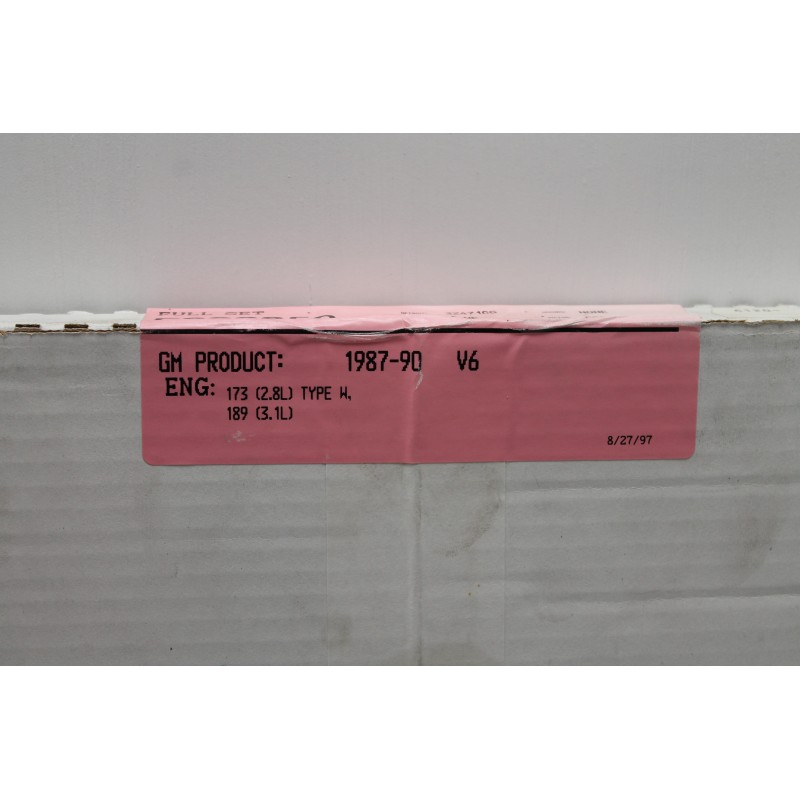 FULL SET
GM PRODUCT: 1987-90 V6
ENG: 173 (2.8L) TYPE W,
189 (3.1L)
8/27/97